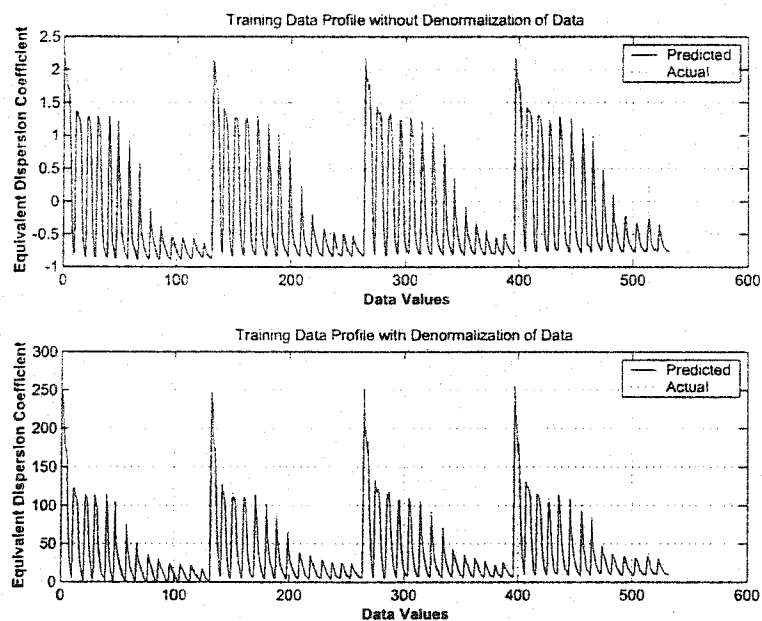 Training Data Profile without Denormalization of Data
Equivalent Dispersion Coefficient
2.5
2
1.5
1
0.5
0
-0.5
-1
Predicted
Actual
0
100
200
300
400
500
600
Data Values
Training Data Profile with Denormalization of Data
Equivalent Dispersion Coefficient
300
250
200
150
100
50
0
Predicted
Actual
0
100
200
300
400
500
600
Data Values